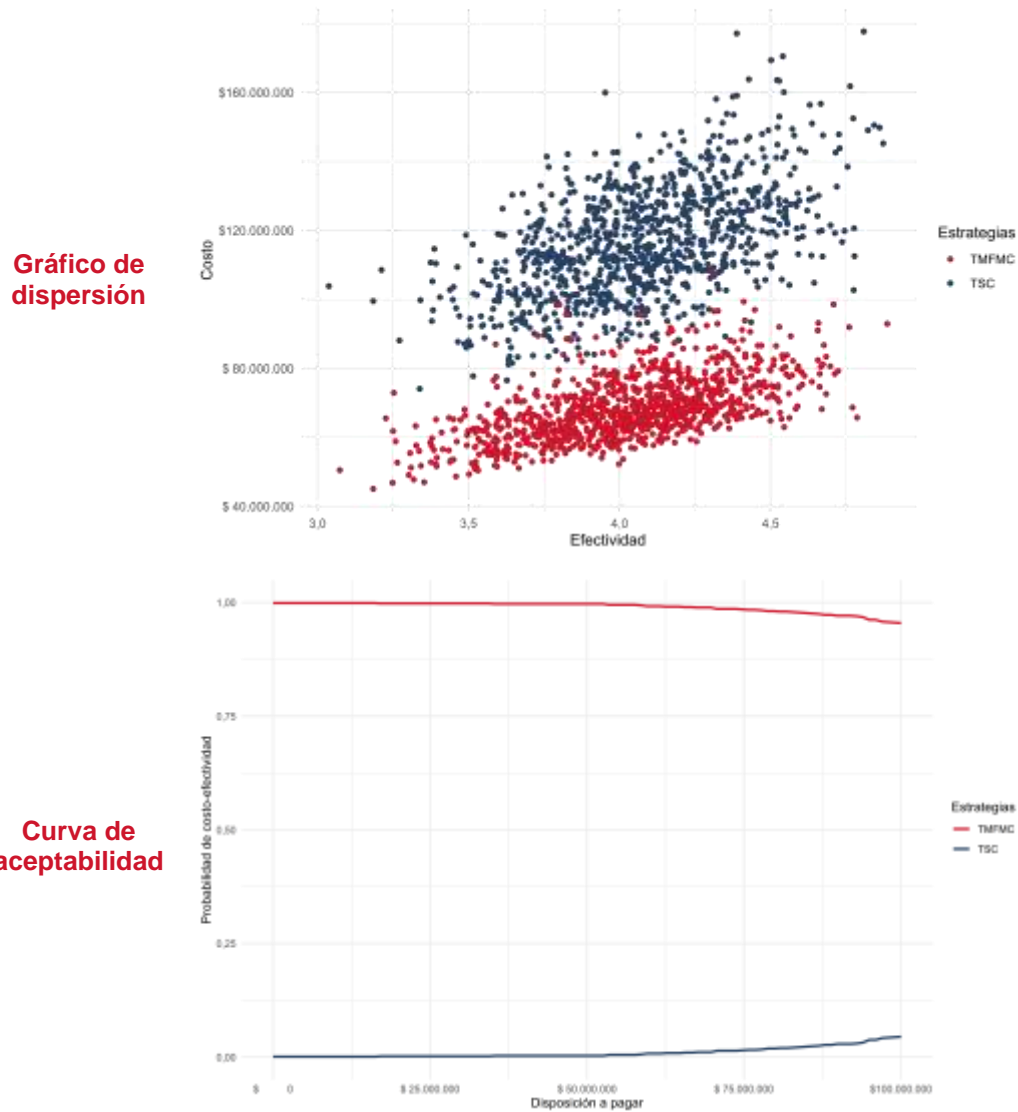 Gráfico de
dispersión
Costo
$160.000.000
$120.000.000
$ 80.000.000
$ 40.000.000
3,0
3,5
4,0
4,5
Efectividad
Estrategias
TMFMC
TSC
Curva de
aceptabilidad
Probabilidad de costo-efectividad
1,00
0,75
0,50
0,25
0,00
$ 0
$ 25.000.000
$ 50.000.000
$ 75.000.000
$100.000.000
Disposición a pagar
Estrategias
TMFMC
TSC